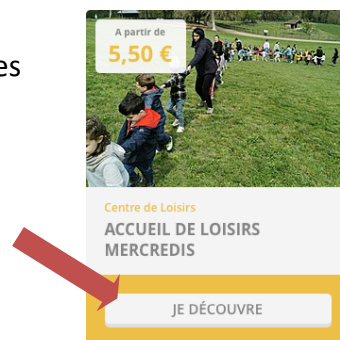 es
A partir de
5,50 €
Centre de Loisirs
ACCUEIL DE LOISIRS
MERCREDIS
JE DÉCOUVRE